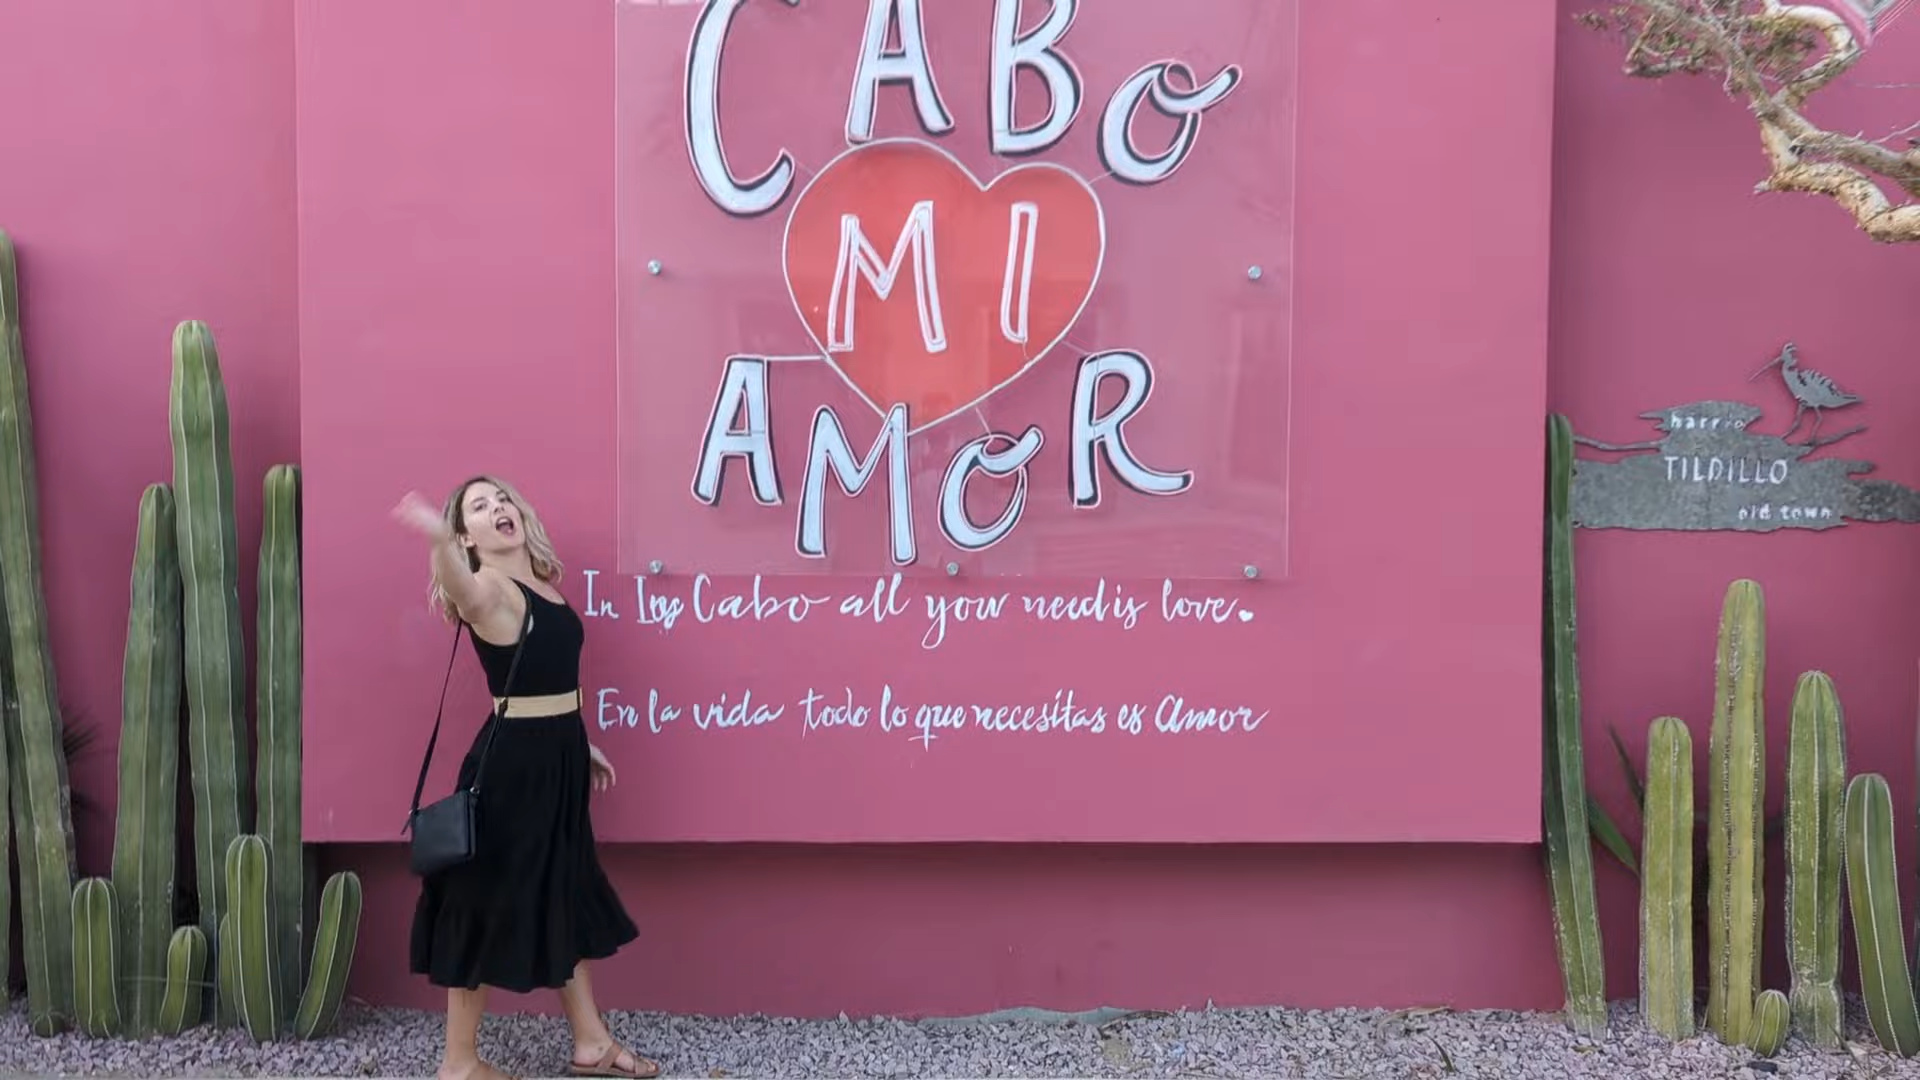 CABO
MI
AMOR
In Los Cabo all you need is love.
En la vida todo lo que necesitas es Amor
barrio
TILDILLO
old town